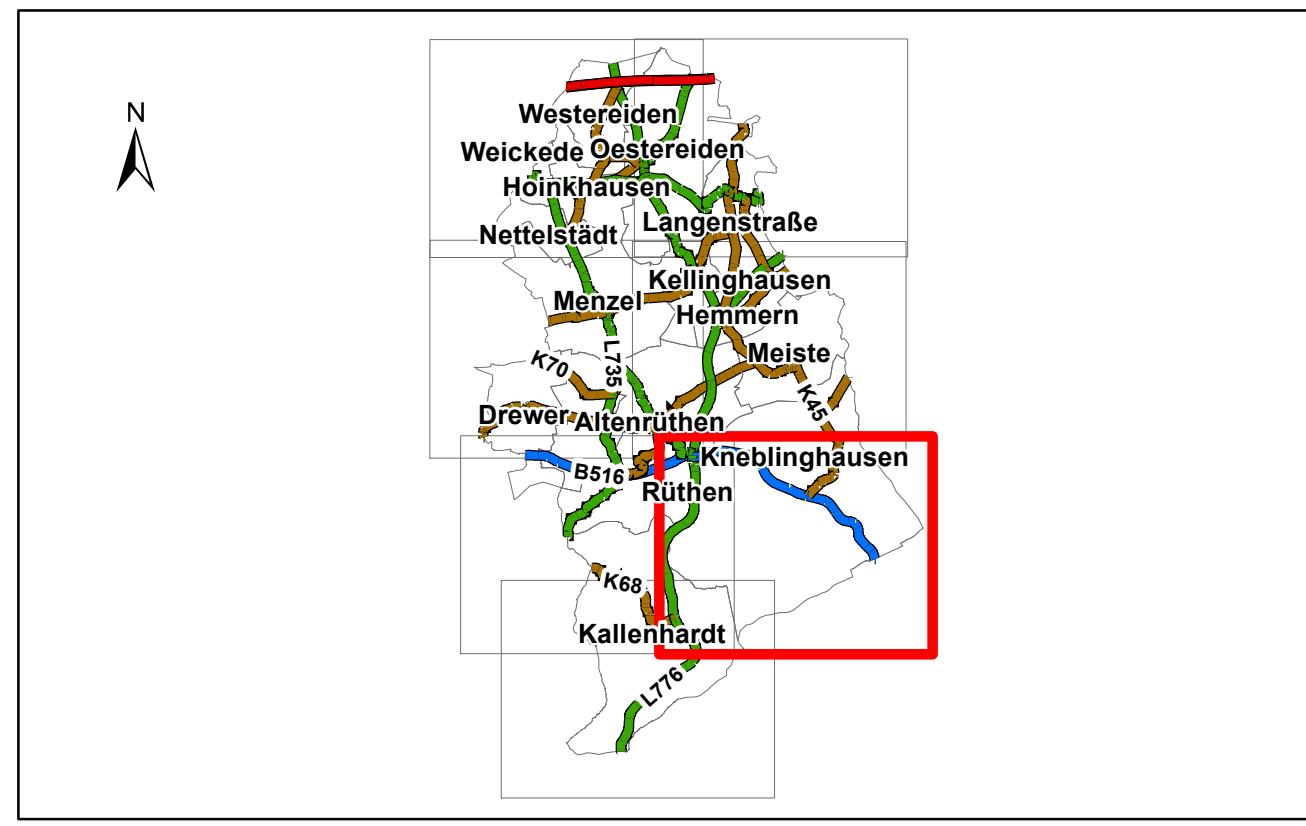 N
Westereiden
Weickede
Oestereiden
Hoinkhausen
Langenstraße
Nettelstädt
Kellinghausen
Menzel
Hemmern
L735
K70
Meiste
K45
Drewer
Altenrüthen
Kneblinghausen
B516
Rüthen
K68
Kallenhardt
L776